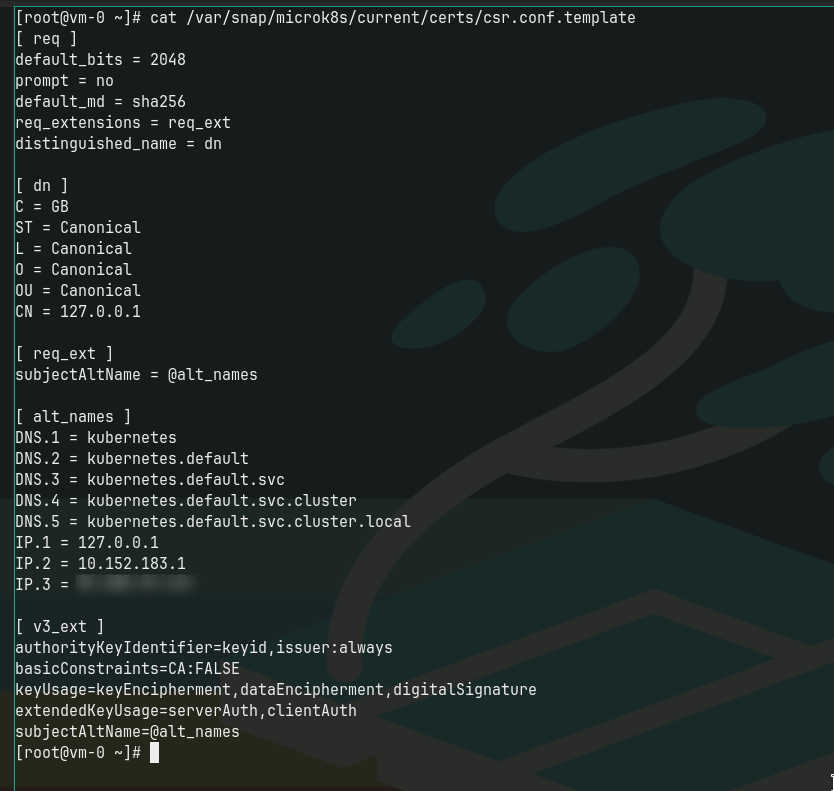 [root@vm-0 ~]# cat /var/snap/microk8s/current/certs/csr.conf.template
[ req ]
default_bits = 2048
prompt = no
default_md = sha256
req_extensions = req_ext
distinguished_name = dn

[ dn ]
C = GB
ST = Canonical
L = Canonical
O = Canonical
OU = Canonical
CN = 127.0.0.1

[ req_ext ]
subjectAltName = @alt_names

[ alt_names ]
DNS.1 = kubernetes
DNS.2 = kubernetes.default
DNS.3 = kubernetes.default.svc
DNS.4 = kubernetes.default.svc.cluster
DNS.5 = kubernetes.default.svc.cluster.local
IP.1 = 127.0.0.1
IP.2 = 10.152.183.1
IP.3 =

[ v3_ext ]
authorityKeyIdentifier=keyid,issuer:always
basicConstraints=CA:FALSE
keyUsage=keyEncipherment,dataEncipherment,digitalSignature
extendedKeyUsage=serverAuth,clientAuth
subjectAltName=@alt_names
[root@vm-0 ~]#